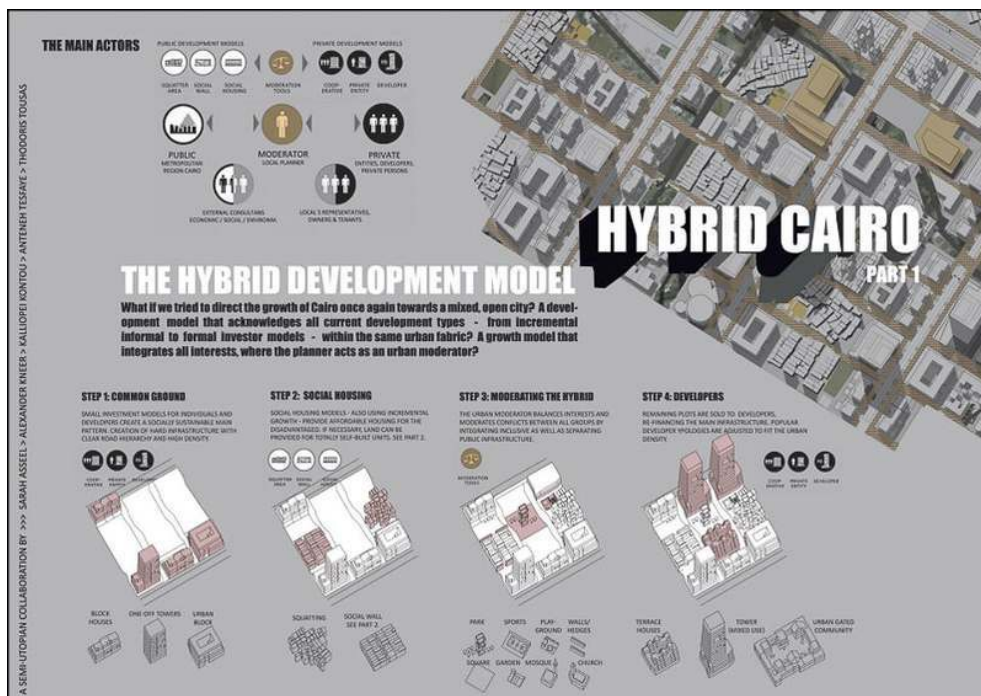 THE MAIN ACTORS
PUBLIC DEVELOPMENT MODELS
PRIVATE DEVELOPMENT MODELS
SQUITTER AREA
SOCIAL WALL
SOCIAL HOUSING
MODERATION TOOLS
COOP-ERATIVE
PRIVATE ENTITY
DEVELOPER
PUBLIC
METROPOLITAN
REGION CAIRO
MODERATOR
LOCAL PLANNER
PRIVATE
ENTITIES, DEVELOPERS,
PRIVATE PERSONS
EXTERNAL CONSULTANS
ECONOMIC / SOCIAL / ENVIRONM.
LOCAL'S REPRESENTATIVES,
OWNERS & TENANTS
HYBRID CAIRO
PART 1
THE HYBRID DEVELOPMENT MODEL
What if we tried to direct the growth of Cairo once again towards a mixed, open city? A devel-
opment model that acknowledges all current development types - from incremental
informal to formal investor models - within the same urban fabric? A growth model that
integrates all interests, where the planner acts as an urban moderator?
STEP 1: COMMON GROUND
SMALL INVESTMENT MODELS FOR INDIVIDUALS AND
DEVELOPERS CREATE A SOCIALLY SUSTAINABLE MAIN
PATTERN. CREATION OF HARD INFRASTRUCTURE WITH
CLEAR ROAD HIERARCHY AND HIGH DENSITY.
BLOCK
HOUSES
ONE-OFF TOWERS
URBAN
BLOCK
STEP 2: SOCIAL HOUSING
SOCIAL HOUSING MODELS - ALSO USING INCREMENTAL
GROWTH - PROVIDE AFFORDABLE HOUSING FOR THE
DISADVANTAGED. IF NECESSARY, LAND CAN BE
PROVIDED FOR TOTALLY SELF-BUILT UNITS. SEE PART 2.
SQUATTING
SOCIAL WALL
SEE PART 2
STEP 3: MODERATING THE HYBRID
THE URBAN MODERATOR BALANCES INTERESTS AND
MODERATES CONFLICTS BETWEEN ALL GROUPS BY
INTEGRATING INCLUSIVE AS WELL AS SEPARATING
PUBLIC INFRASTRUCTURE.
MODERATION
TOOLS
PARK
SPORTS
PLAY-
GROUND
WALLS/
HEDGES
SQUARE
GARDEN
MOSQUE
CHURCH
STEP 4: DEVELOPERS
REMAINING PLOTS ARE SOLD TO DEVELOPERS,
RE-FINANCING THE MAIN INFRASTRUCTURE. POPULAR
DEVELOPER YPOLOGIES ARE ADJUSTED TO FIT THE URBAN
DENSITY.
COOP-
ERATIVE
PRIVATE
ENTITY
DEVELOPER
TERRACE
HOUSES
TOWER
(MIXED USE)
URBAN GATED
COMMUNITY
A SEMI-UTOPIAN COLLABORATION BY >>> SARAH ASSEEL > ALEXANDER KNEER > KALLIOPEI KONTOU > ANTENEH TESFAYE > THODORIS TOUSAS